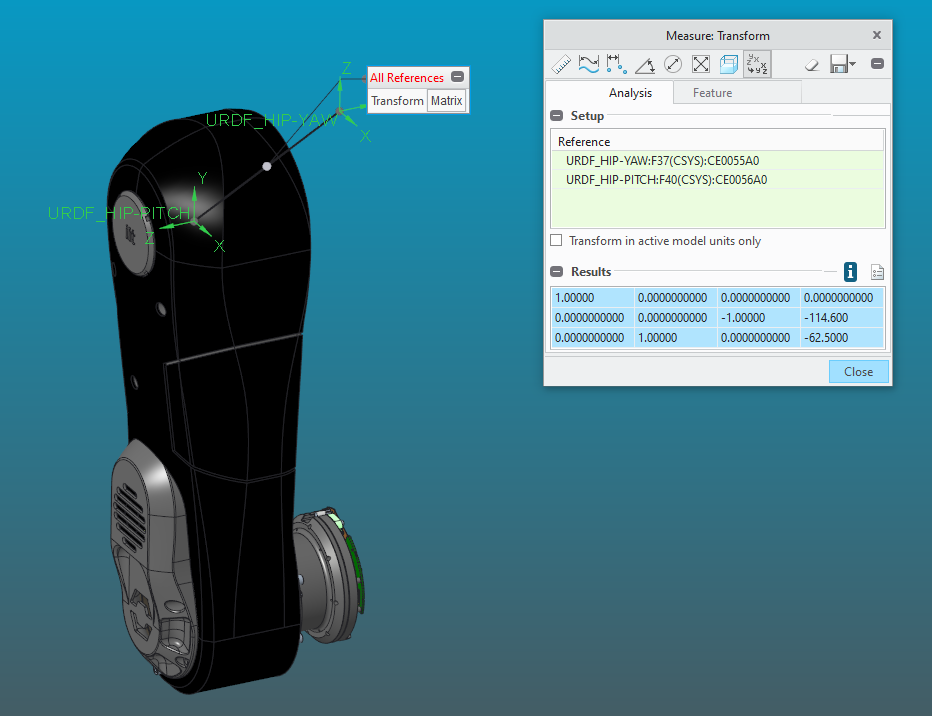 Measure: Transform
Z
All References
Transform Matrix
URDF_HIP-YAW
X
Y
URDF_HIP-PITCH
Z
X
Analysis Feature
Setup
Reference
URDF_HIP-YAW:F37(CSYS):CE0055A0
URDF_HIP-PITCH:F40(CSYS):CE0056A0
Transform in active model units only
Results
1.00000 0.0000000000 0.0000000000 0.0000000000
0.0000000000 0.0000000000 -1.00000 -114.600
0.0000000000 1.00000 0.0000000000 -62.5000
Close